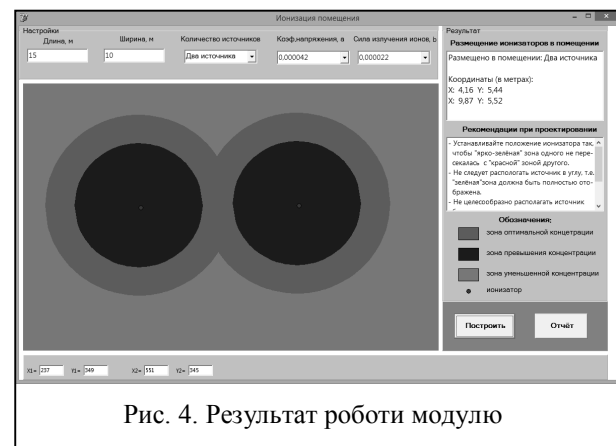 Ионизация помещения
Настройки
Длина, м
Ширина, м
Количество источников
Коэф,напряжения, а
Сила излучения ионов, b
15
10
Два источника
0,000042
0,000022
Результат
Размещение ионизаторов в помещении
Размещено в помещении: Два источника
Координаты (в метрах):
X: 4,16 Y: 5,44
X: 9,87 Y: 5,52
Рекомендации при проектировании
- Устанавливайте положение ионизатора так,
чтобы "ярко-зелёная" зона одного не пере-
секалась с "красной" зоной другого.
- Не следует распологать источник в углу, т.е.
"зелёная"зона должна быть полностью ото-
бражена.
- Не целесообразно располагать источник
Обозначения:
зона оптимальной концетрации
зона превышения концентрации
зона уменьшенной концентрации
ионизатор
Построить
Отчёт
X1= 237 Y1= 349 X2= 551 Y2= 345
Рис. 4. Результат роботи модулю